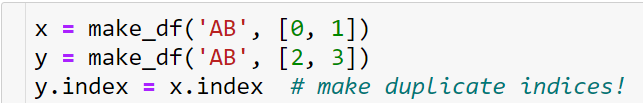 x = make_df('AB', [0, 1])
y = make_df('AB', [2, 3])
y.index = x.index  # make duplicate indices!